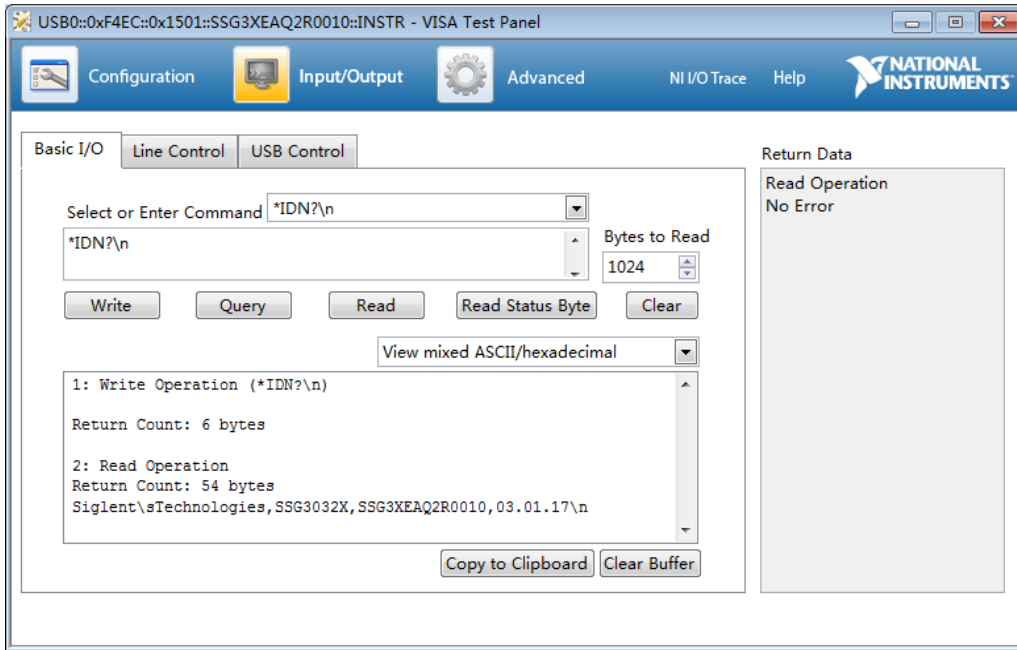 USB0::0xF4EC::0x1501::SSG3XEAQ2R0010::INSTR - VISA Test Panel
Configuration
Input/Output
Advanced
NI I/O Trace
Help
NATIONAL
INSTRUMENTS
Basic I/O
Line Control
USB Control
Select or Enter Command
*IDN?\n
*IDN?\n
Bytes to Read
1024
Write
Query
Read
Read Status Byte
Clear
View mixed ASCII/hexadecimal
1: Write Operation (*IDN?\n)
Return Count: 6 bytes
2: Read Operation
Return Count: 54 bytes
Siglent\sTechnologies,SSG3032X,SSG3XEAQ2R0010,03.01.17\n
Copy to Clipboard
Clear Buffer
Return Data
Read Operation
No Error